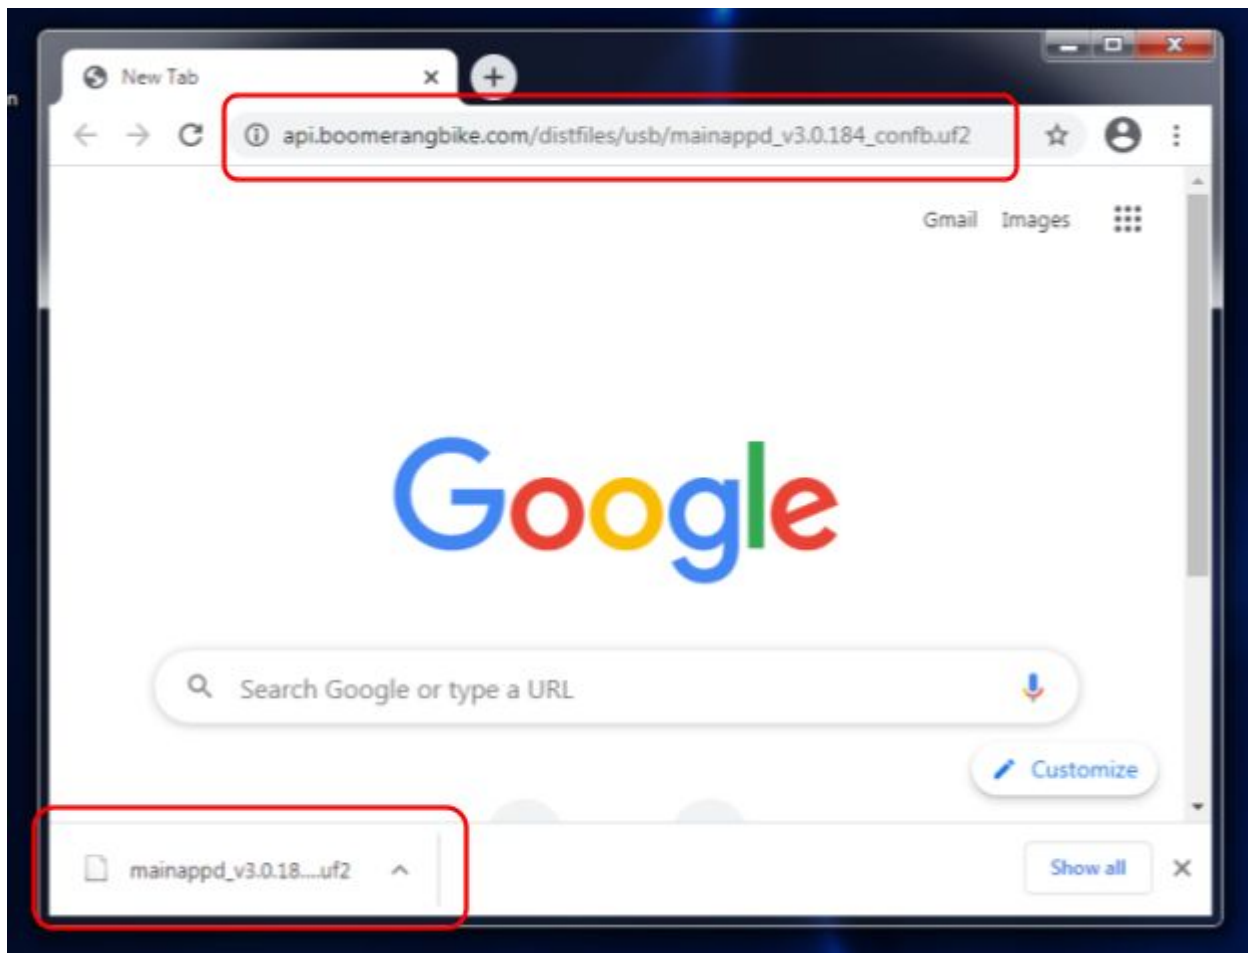 New Tab
n
api.boomerangbike.com/distfiles/usb/mainappd_v3.0.184_confb.uf2
Gmail Images
Google
Search Google or type a URL
Customize
mainappd_v3.0.18....uf2
Show all